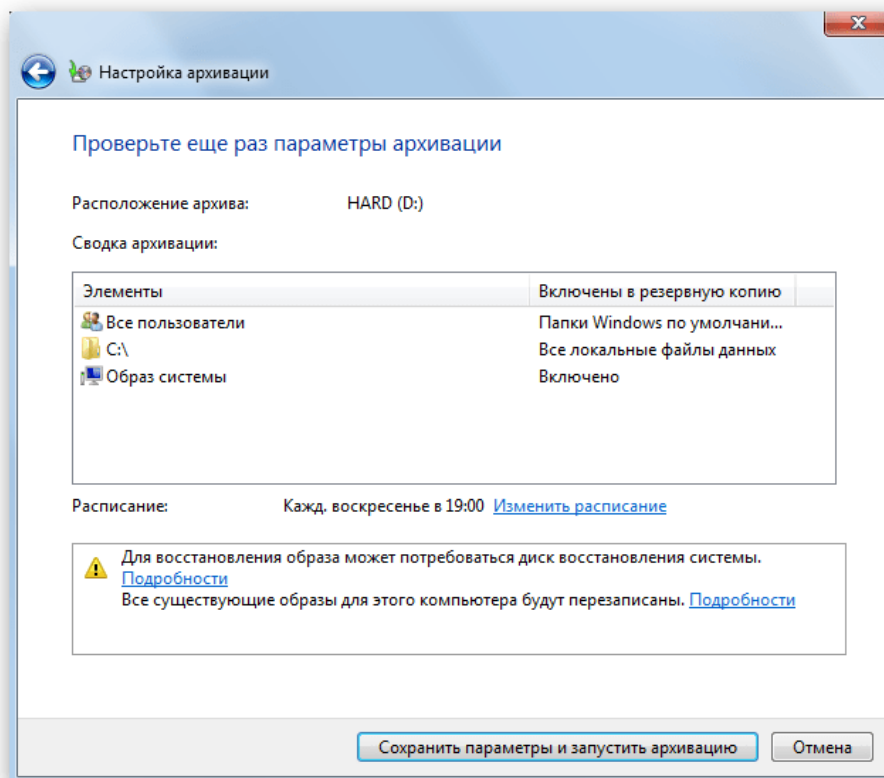 Настройка архивации
Проверьте еще раз параметры архивации
Расположение архива: HARD (D:)
Сводка архивации:
Элементы Включены в резервную копию
Все пользователи Папки Windows по умолчани...
C:\ Все локальные файлы данных
Образ системы Включено
Расписание: Кажд. воскресенье в 19:00 Изменить расписание
Для восстановления образа может потребоваться диск восстановления системы.
Подробности
Все существующие образы для этого компьютера будут перезаписаны. Подробности
Сохранить параметры и запустить архивацию Отмена